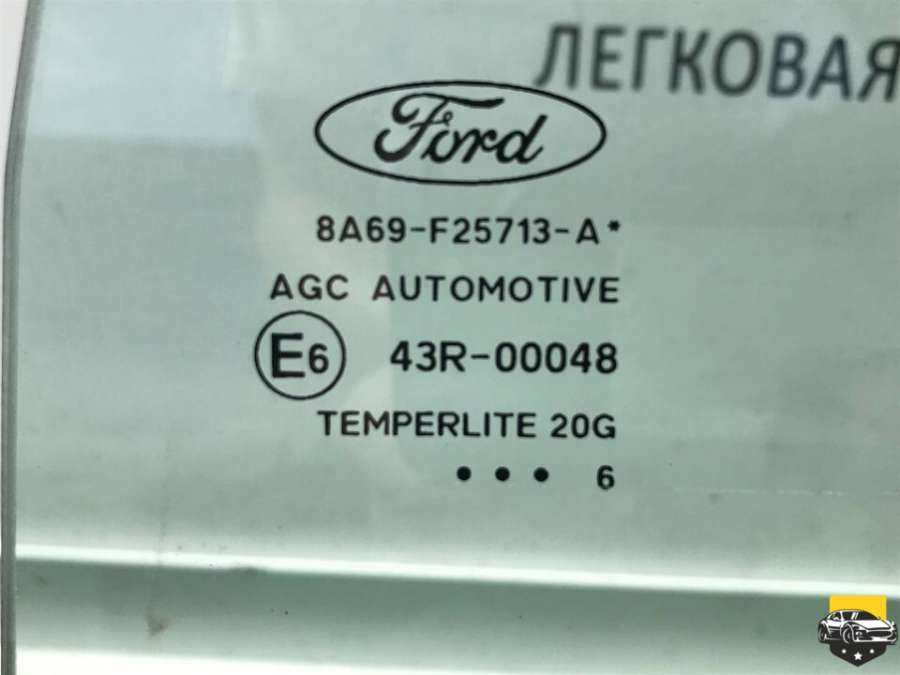 ЛЕГКОВАЯ
Ford
8A69-F25713-A*
AGC AUTOMOTIVE
E6 43R-00048
TEMPERLITE 20G
••• 6